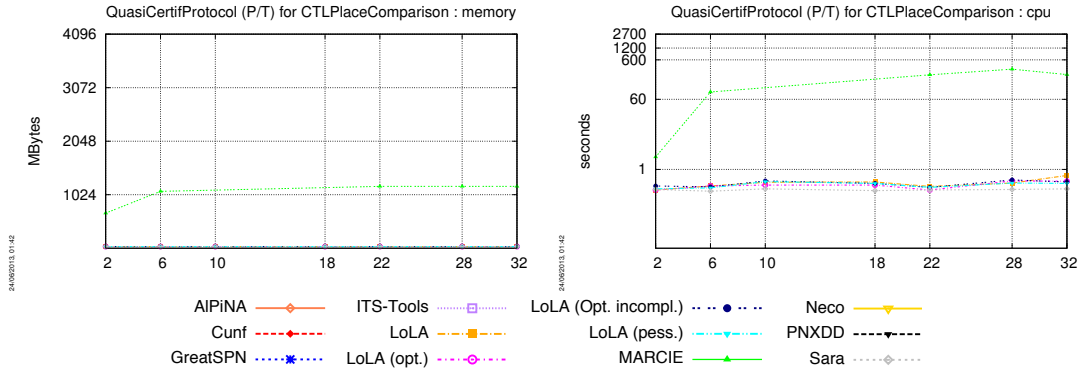 QuasiCertifProtocol (P/T) for CTLPlaceComparison : memory
4096
3072
2048
1024
MBytes
2 6 10 18 22 28 32
24/06/2013, 01:42
QuasiCertifProtocol (P/T) for CTLPlaceComparison : cpu
2700
1200
600
60
1
seconds
2 6 10 18 22 28 32
24/06/2013, 01:42
AlPiNA
Cunf
GreatSPN
ITS-Tools
LoLA
LoLA (opt.)
LoLA (Opt. incompl.)
LoLA (pess.)
MARCIE
Neco
PNXDD
Sara